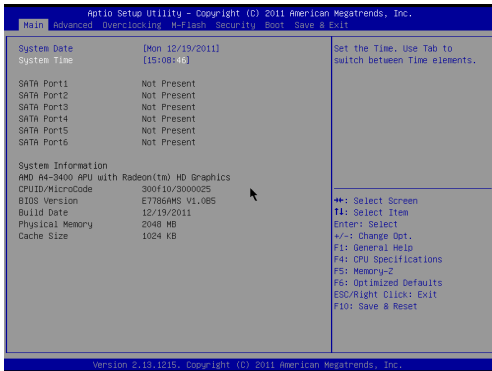 Aptio Setup Utility - Copyright (C) 2011 American Megatrends, Inc.
Main Advanced Overclocking M-Flash Security Boot Save & Exit
System Date [Mon 12/19/2011]
System Time [15:08:46]
SATA Port1 Not Present
SATA Port2 Not Present
SATA Port3 Not Present
SATA Port4 Not Present
SATA Port5 Not Present
SATA Port6 Not Present
System Information
AMD A4-3400 APU with Radeon(tm) HD Graphics
CPUID/MicroCode 300f10/3000025
BIOS Version E7786AMS V1.0B5
Build Date 12/19/2011
Physical Memory 2048 MB
Cache Size 1024 KB
Set the Time. Use Tab to
switch between Time elements.
→←: Select Screen
↑↓: Select Item
Enter: Select
+/-: Change Opt.
F1: General Help
F4: CPU Specifications
F5: Memory-Z
F6: Optimized Defaults
ESC/Right Click: Exit
F10: Save & Reset
Version 2.13.1215. Copyright (C) 2011 American Megatrends, Inc.